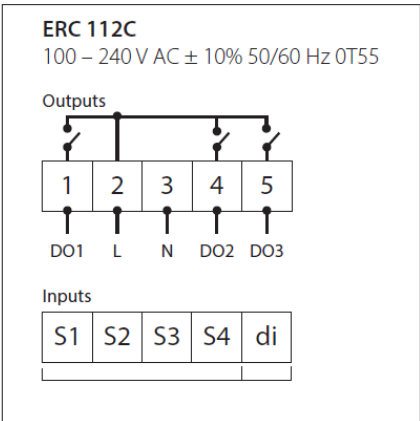 ERC 112C
100 – 240 V AC ± 10% 50/60 Hz 0T55
Outputs
1 2 3 4 5
DO1 L N DO2 DO3
Inputs
S1 S2 S3 S4 di